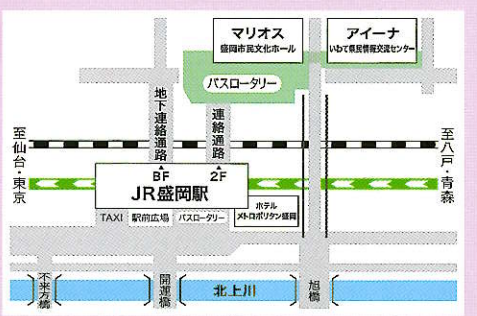 マリオス
盛岡市民文化ホール
アイーナ
いわて県民情報交流センター
バスロータリー
地下連絡通路
連絡通路
至仙台・東京
至八戸・青森
BF
2F
JR盛岡駅
TAXI
駅前広場
バスロータリー
ホテル
メトロポリタン盛岡
不来方橋
開運橋
北上川
旭橋